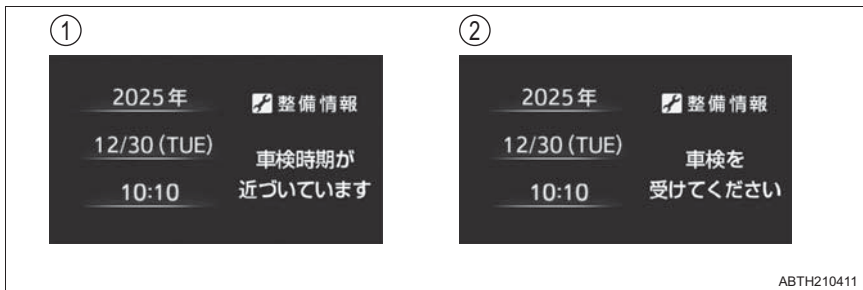 ①
2025年
12/30（TUE）
10:10
整備情報
車検時期が
近づいています
②
2025年
12/30（TUE）
10:10
整備情報
車検を
受けてください
ABTH210411